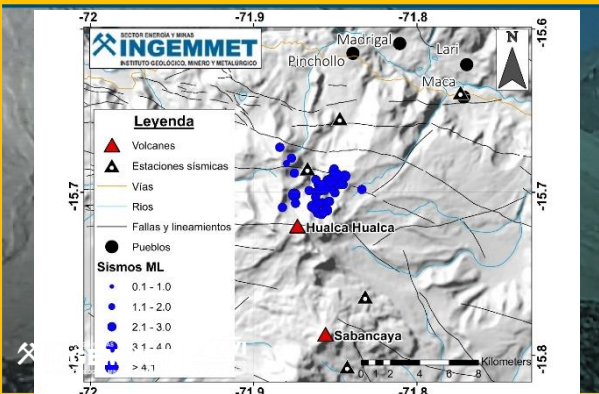 -72
-71.9
-71.8
SECTOR ENERGÍA Y MINAS
INGEMMET
INSTITUTO GEOLÓGICO, MINERO Y METALÚRGICO
Madrigal
Pinchollo
Lari
Maca
N
-15.6
Leyenda
Volcanes
Estaciones sísmicas
Vías
Rios
Fallas y lineamientos
Pueblos
Sismos ML
0.1 - 1.0
1.1 - 2.0
2.1 - 3.0
3.1 - 4.0
> 4.1
-15.7
-15.7
Hualca Hualca
Sabancaya
-15.8
Kilometers
0 1 2 4 6 8
-72
-71.9
-71.8